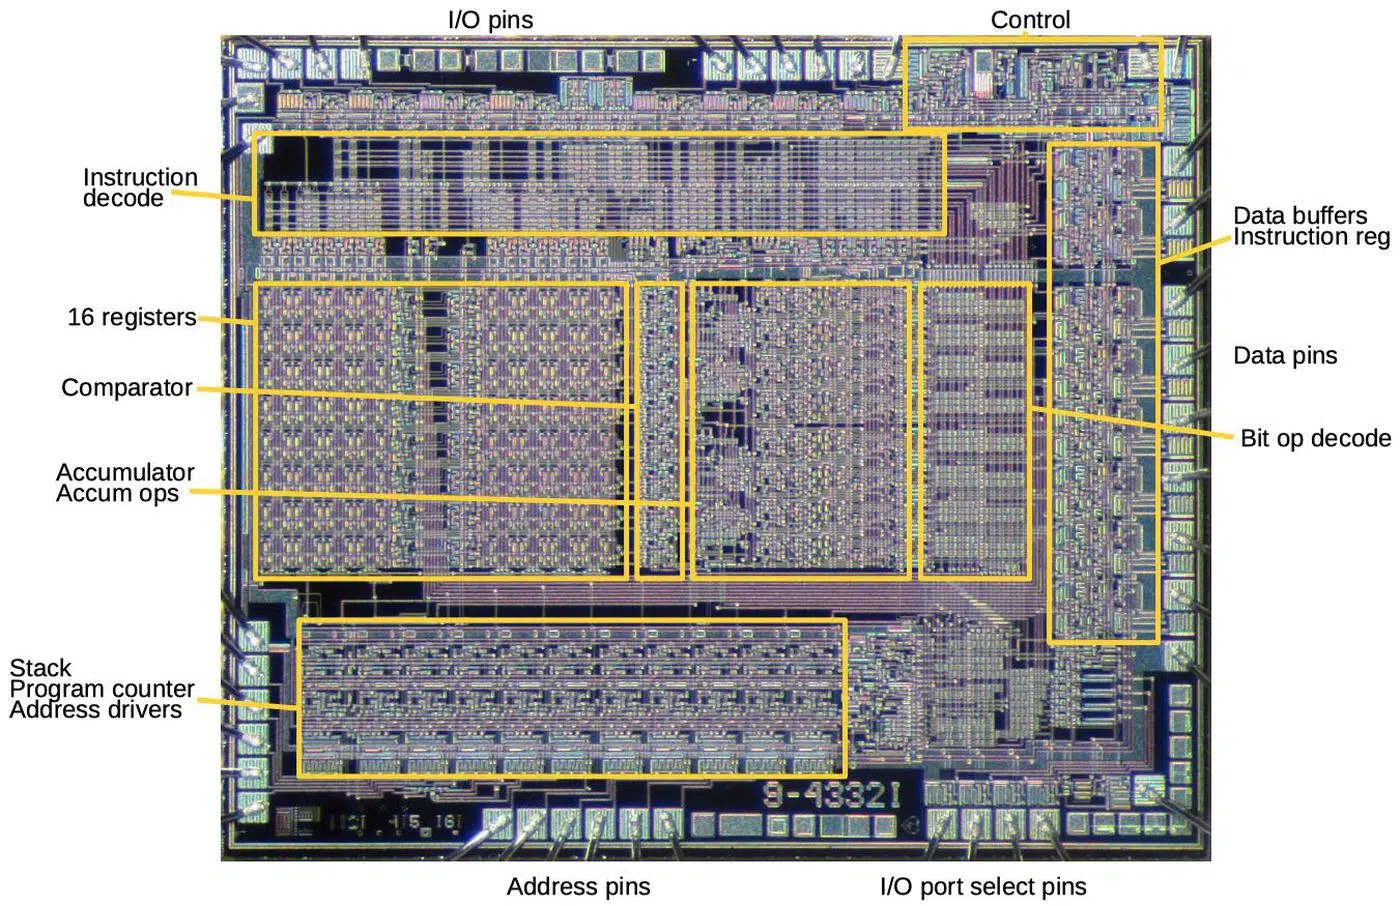 I/O pins
Control
Instruction
decode
Data buffers
Instruction reg
16 registers
Data pins
Comparator
Bit op decode
Accumulator
Accum ops
Stack
Program counter
Address drivers
9-4332I
Address pins
I/O port select pins